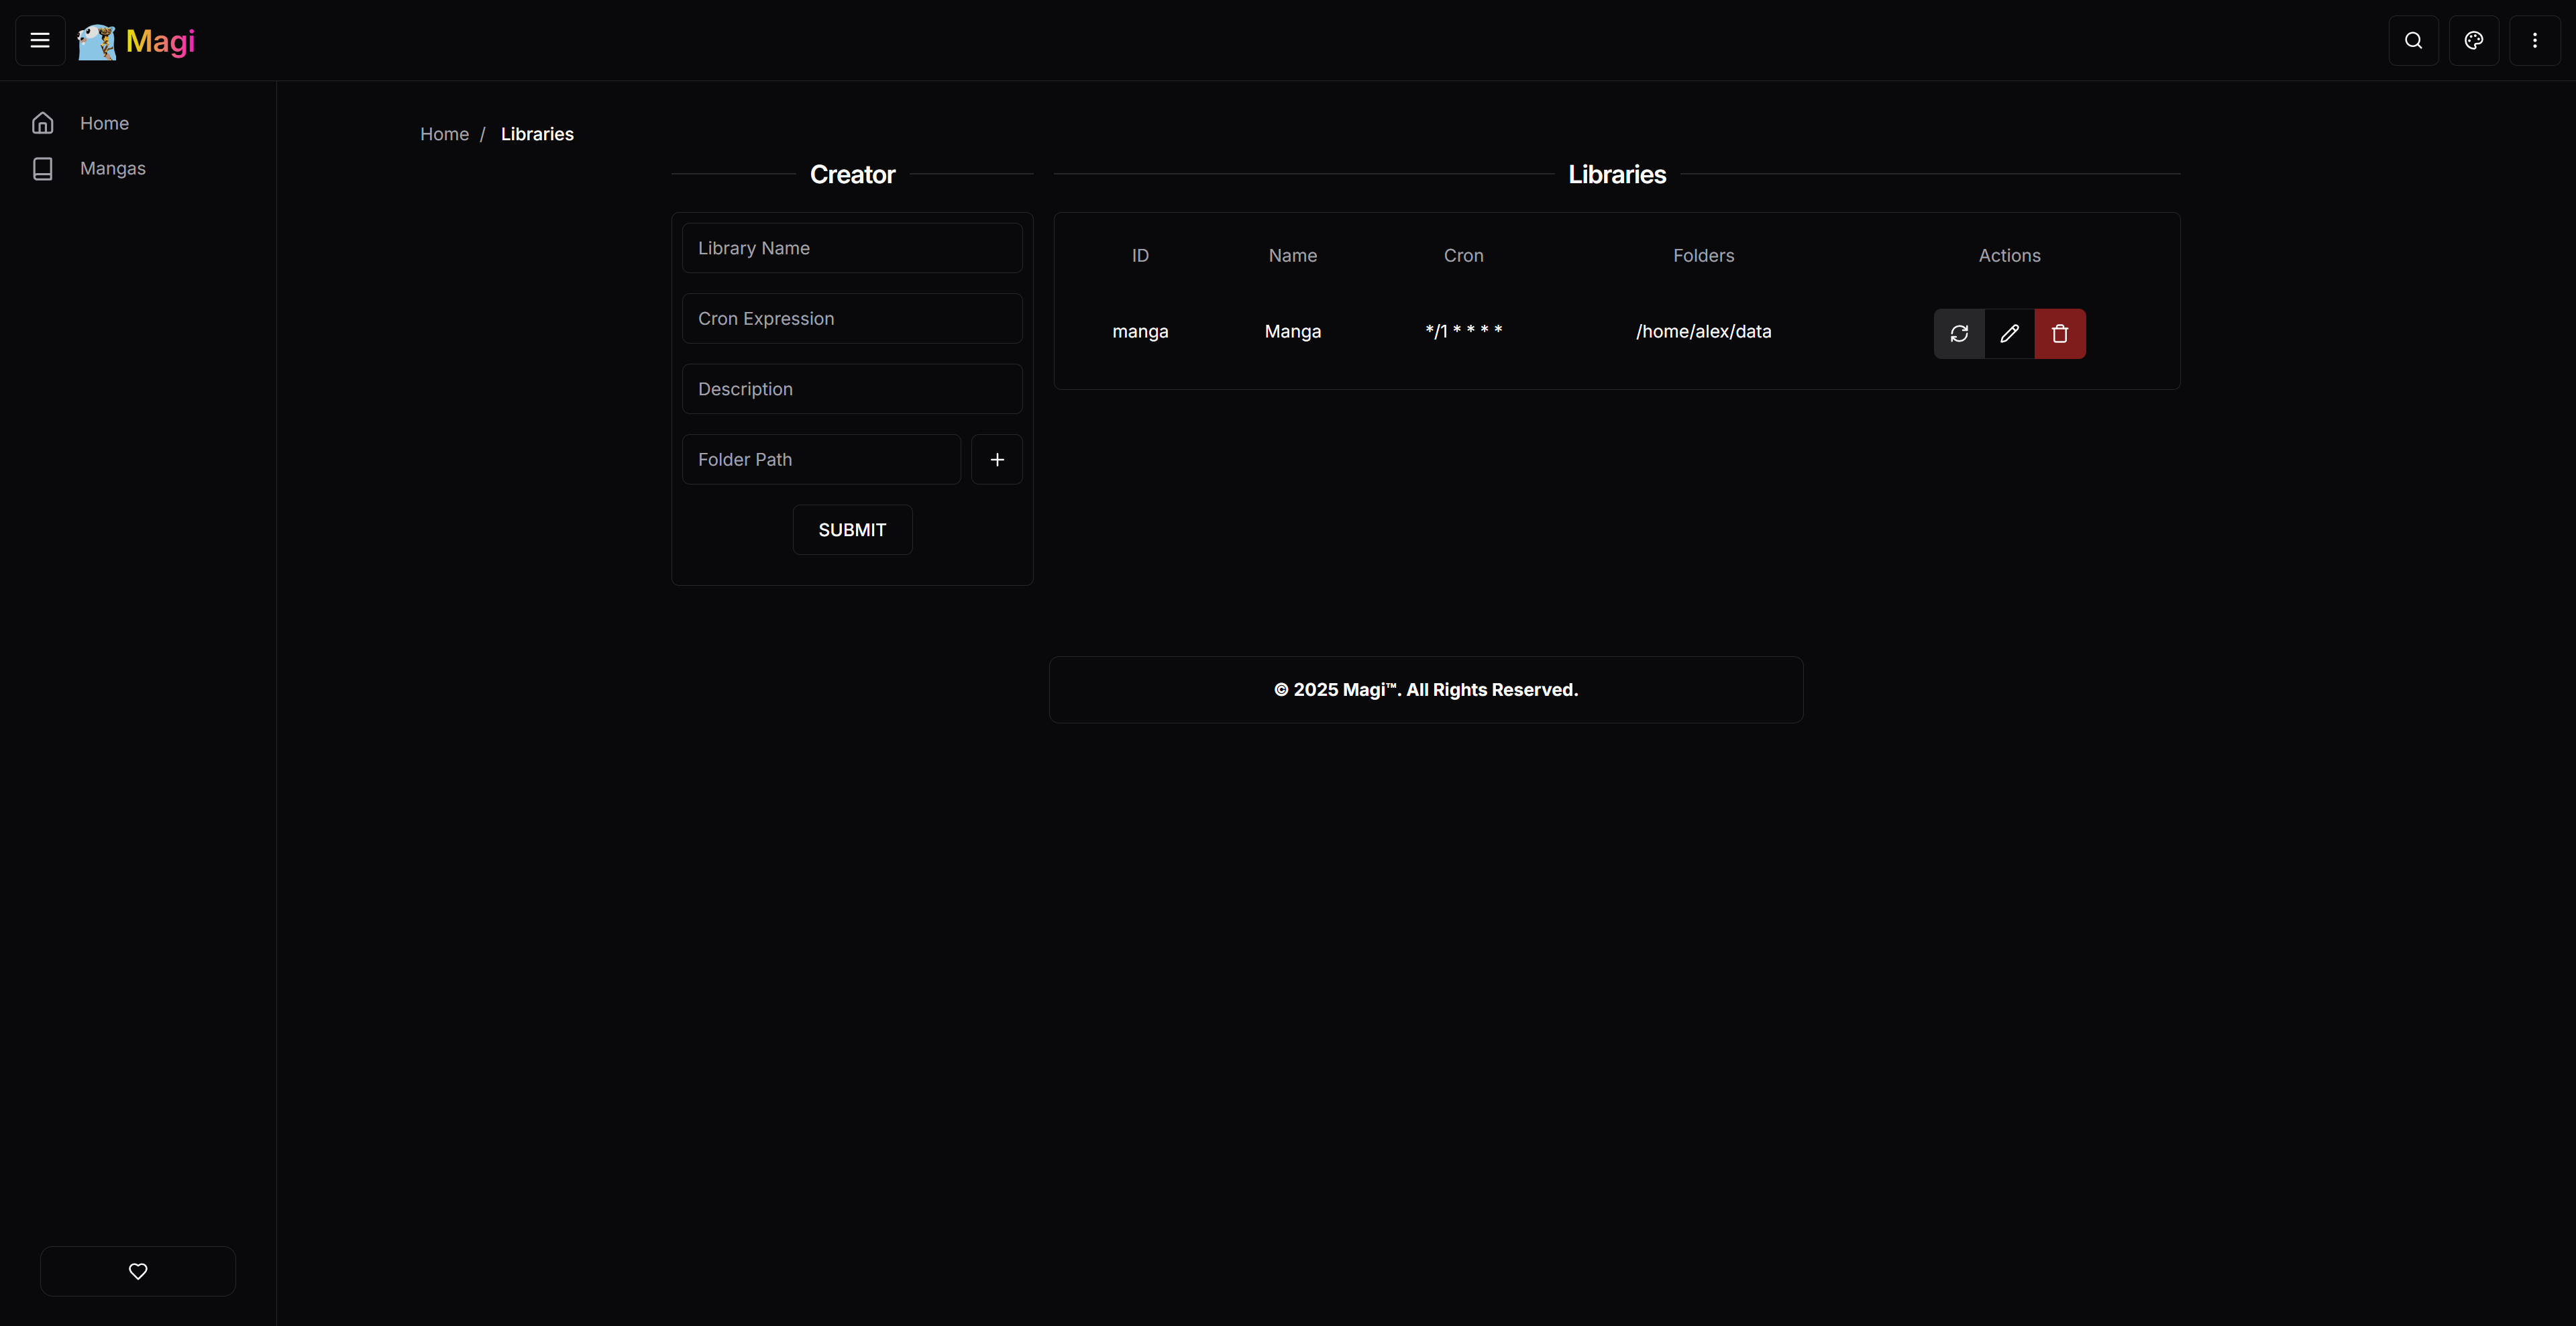 Magi
Home
Mangas
Home / Libraries
Creator
Library Name
Cron Expression
Description
Folder Path
SUBMIT
Libraries
ID Name Cron Folders Actions
manga Manga */1 * * * * /home/alex/data
© 2025 Magi™. All Rights Reserved.